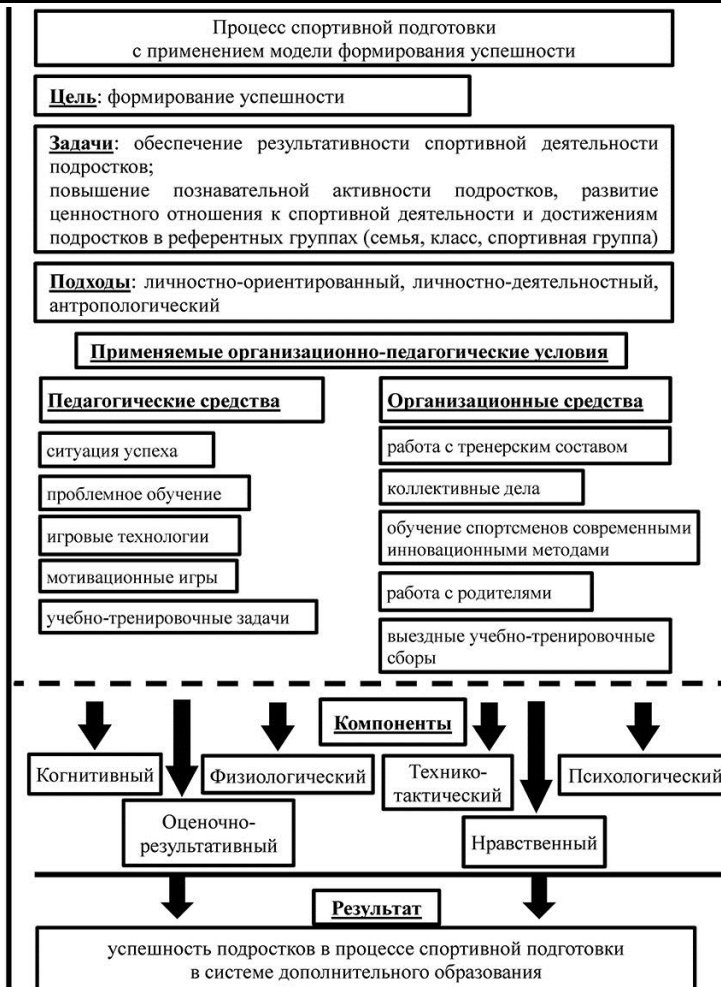 Процесс спортивной подготовки
с применением модели формирования успешности
Цель: формирование успешности
Задачи: обеспечение результативности спортивной деятельности
подростков;
повышение познавательной активности подростков, развитие
ценностного отношения к спортивной деятельности и достижениям
подростков в референтных группах (семья, класс, спортивная группа)
Подходы: личностно-ориентированный, личностно-деятельностный,
антропологический
Применяемые организационно-педагогические условия
Педагогические средства
ситуация успеха
проблемное обучение
игровые технологии
мотивационные игры
учебно-тренировочные задачи
Организационные средства
работа с тренерским составом
коллективные дела
обучение спортсменов современными
инновационными методами
работа с родителями
выездные учебно-тренировочные
сборы
Компоненты
Когнитивный
Физиологический
Технико-
тактический
Психологический
Оценочно-
результативный
Нравственный
Результат
успешность подростков в процессе спортивной подготовки
в системе дополнительного образования